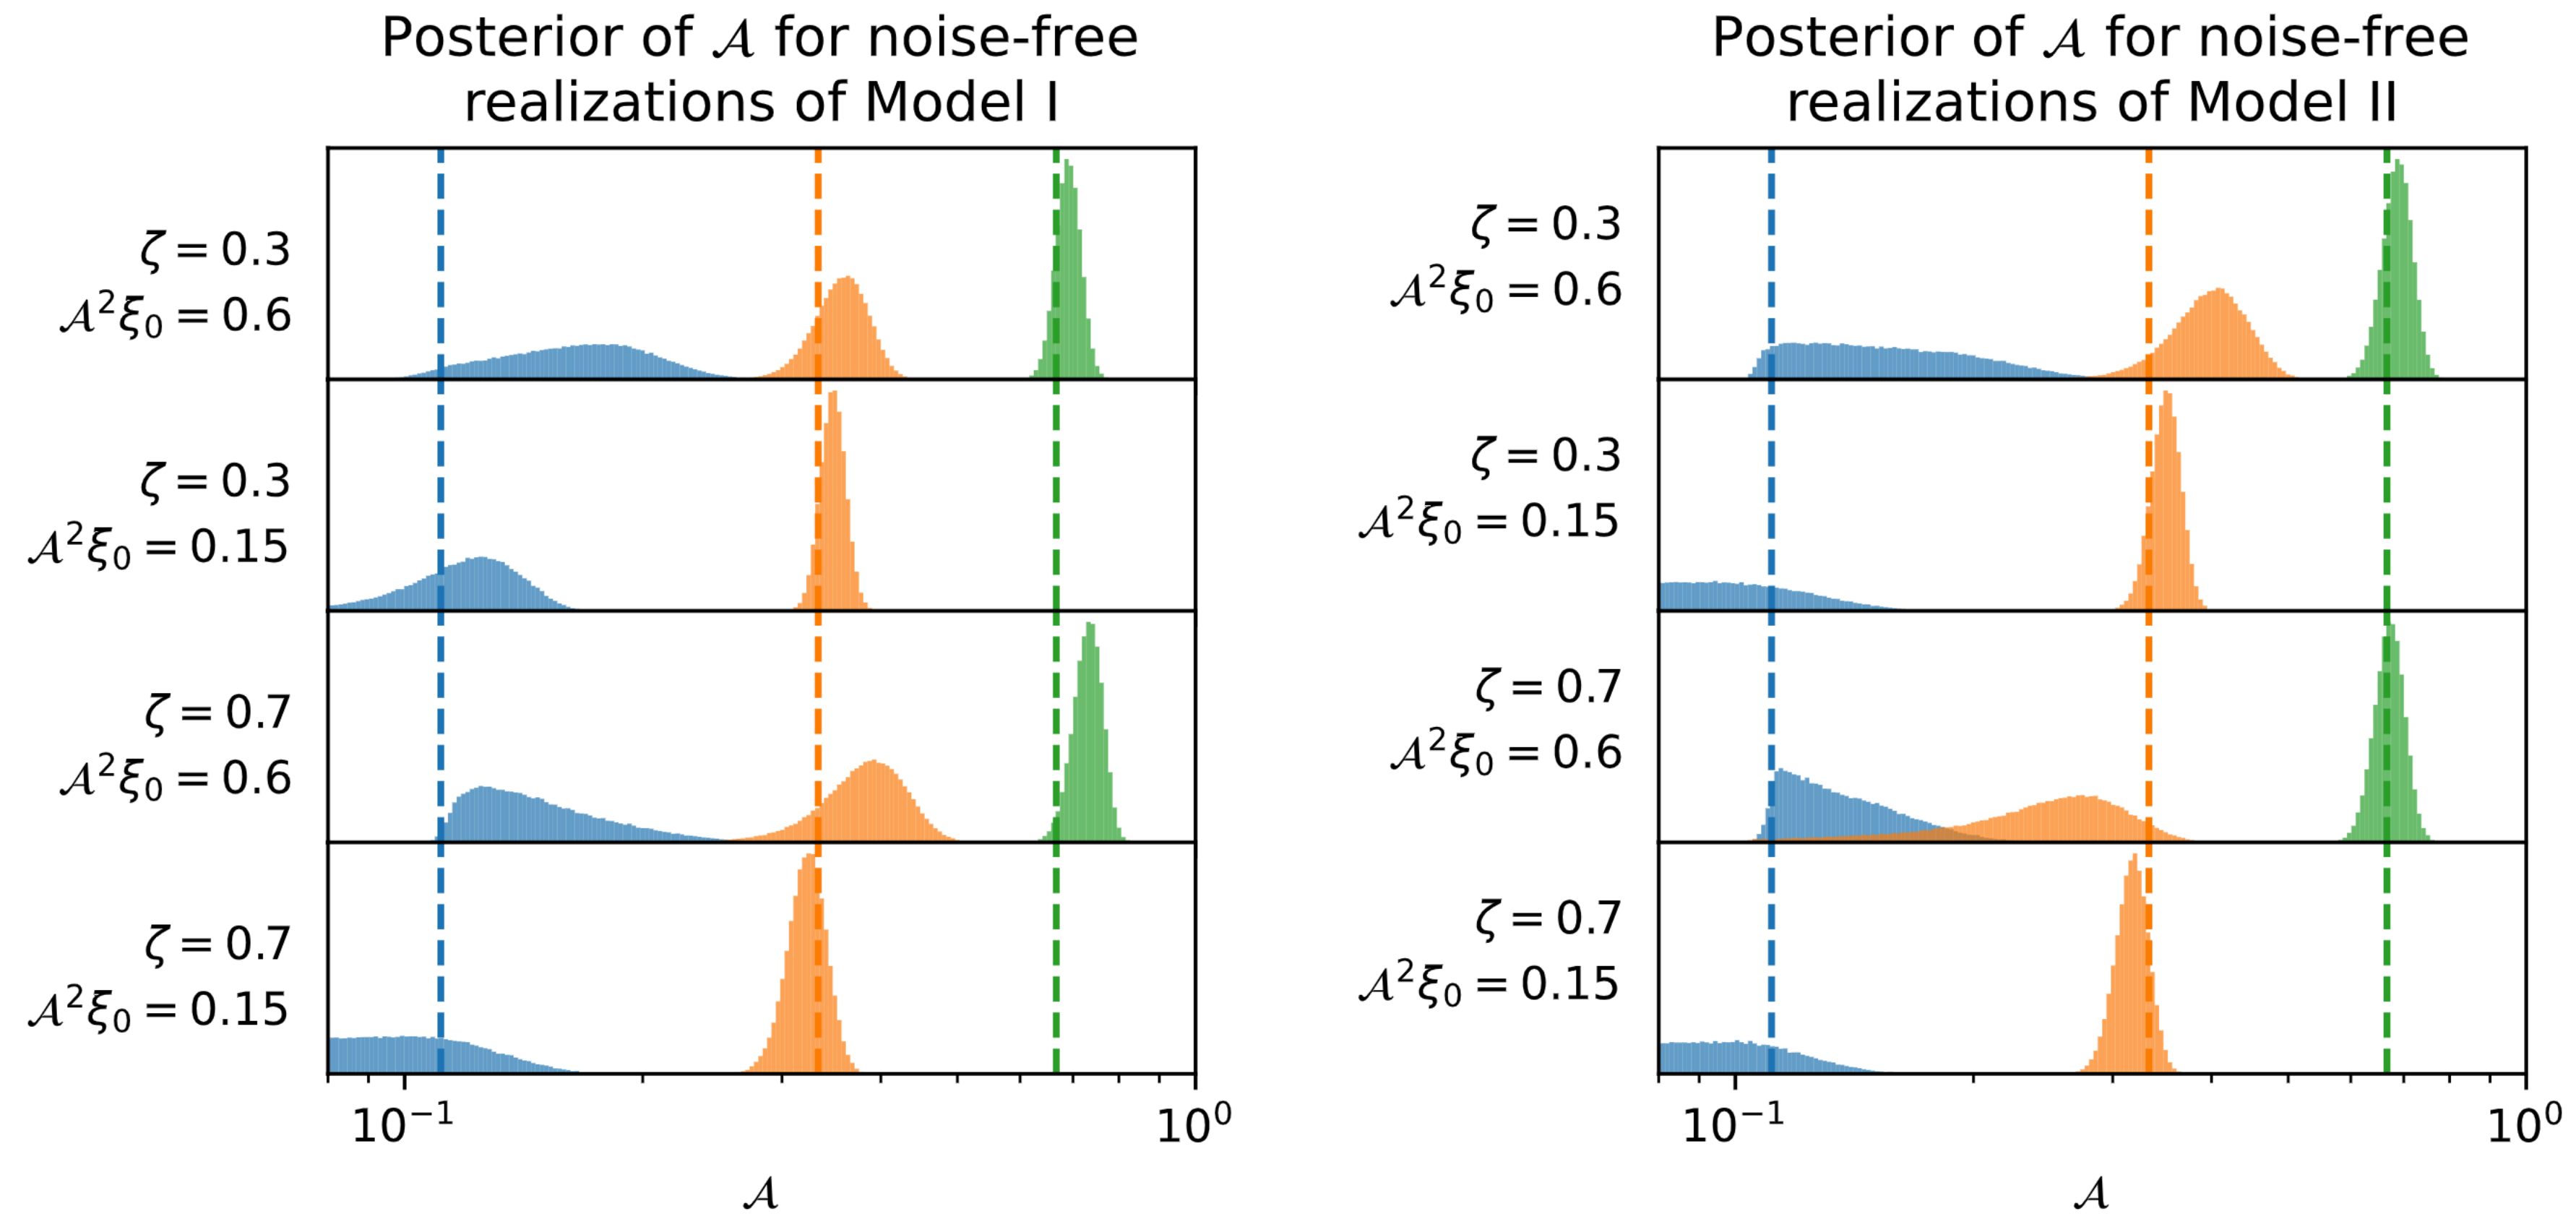 Posterior of 𝒜 for noise-free
realizations of Model I
ζ = 0.3
𝒜²ξ₀ = 0.6
ζ = 0.3
𝒜²ξ₀ = 0.15
ζ = 0.7
𝒜²ξ₀ = 0.6
ζ = 0.7
𝒜²ξ₀ = 0.15
10⁻¹ 10⁰
𝒜
Posterior of 𝒜 for noise-free
realizations of Model II
ζ = 0.3
𝒜²ξ₀ = 0.6
ζ = 0.3
𝒜²ξ₀ = 0.15
ζ = 0.7
𝒜²ξ₀ = 0.6
ζ = 0.7
𝒜²ξ₀ = 0.15
10⁻¹ 10⁰
𝒜